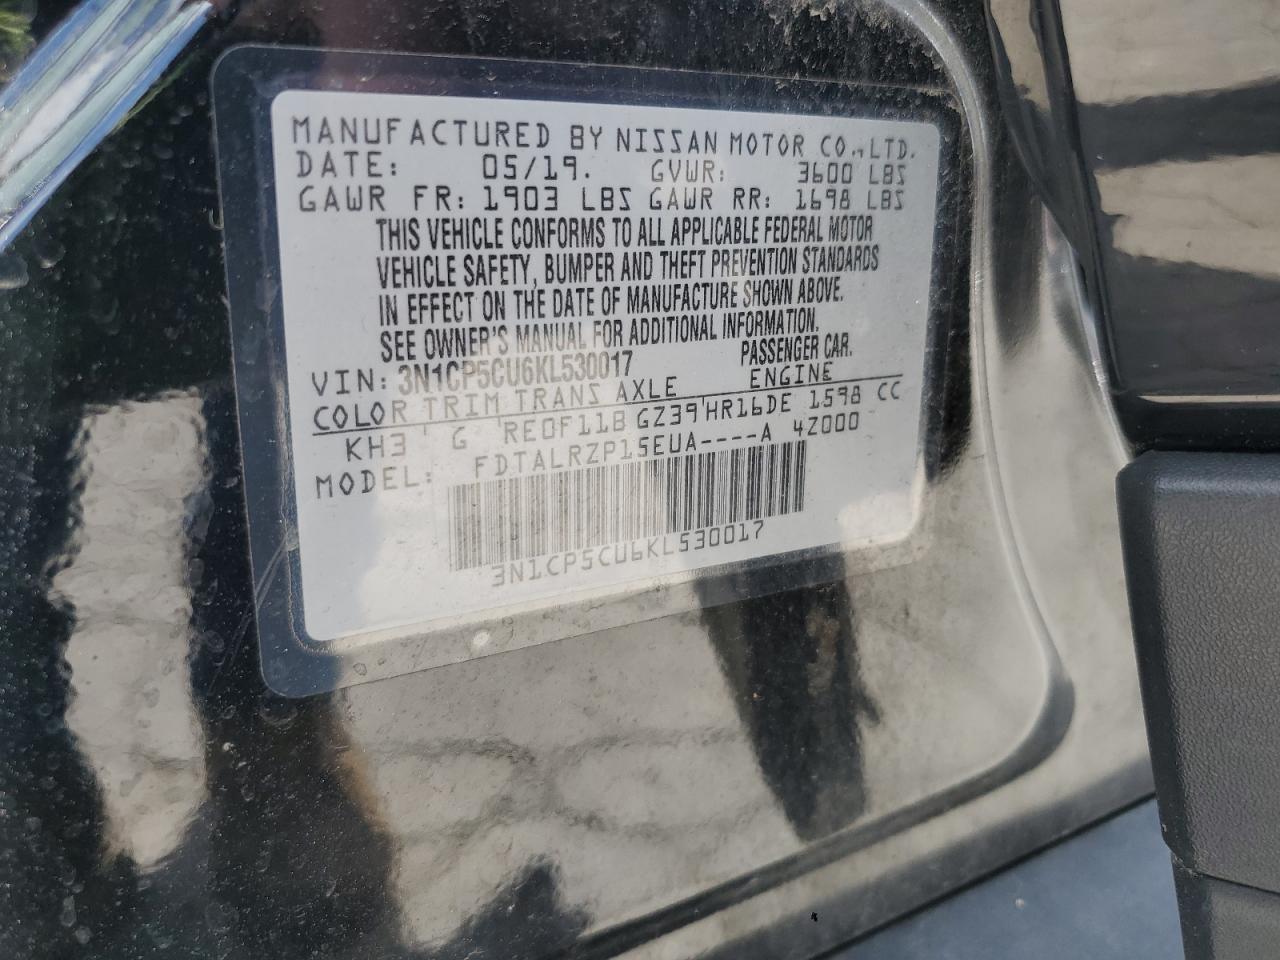 MANUFACTURED BY NISSAN MOTOR CO.,LTD.
DATE: 05/19. GVWR: 3600 LBS
GAWR FR: 1903 LBS GAWR RR: 1698 LBS
THIS VEHICLE CONFORMS TO ALL APPLICABLE FEDERAL MOTOR
VEHICLE SAFETY, BUMPER AND THEFT PREVENTION STANDARDS
IN EFFECT ON THE DATE OF MANUFACTURE SHOWN ABOVE.
SEE OWNER'S MANUAL FOR ADDITIONAL INFORMATION.
VIN: 3N1CP5CU6KL530017 PASSENGER CAR.
COLOR TRIM TRANS AXLE ENGINE
KH3 ' G 'RE0F11B GZ39'HR16DE 1598 CC
MODEL: FDTALRZP15EUA----A 4Z000
3N1CP5CU6KL530017